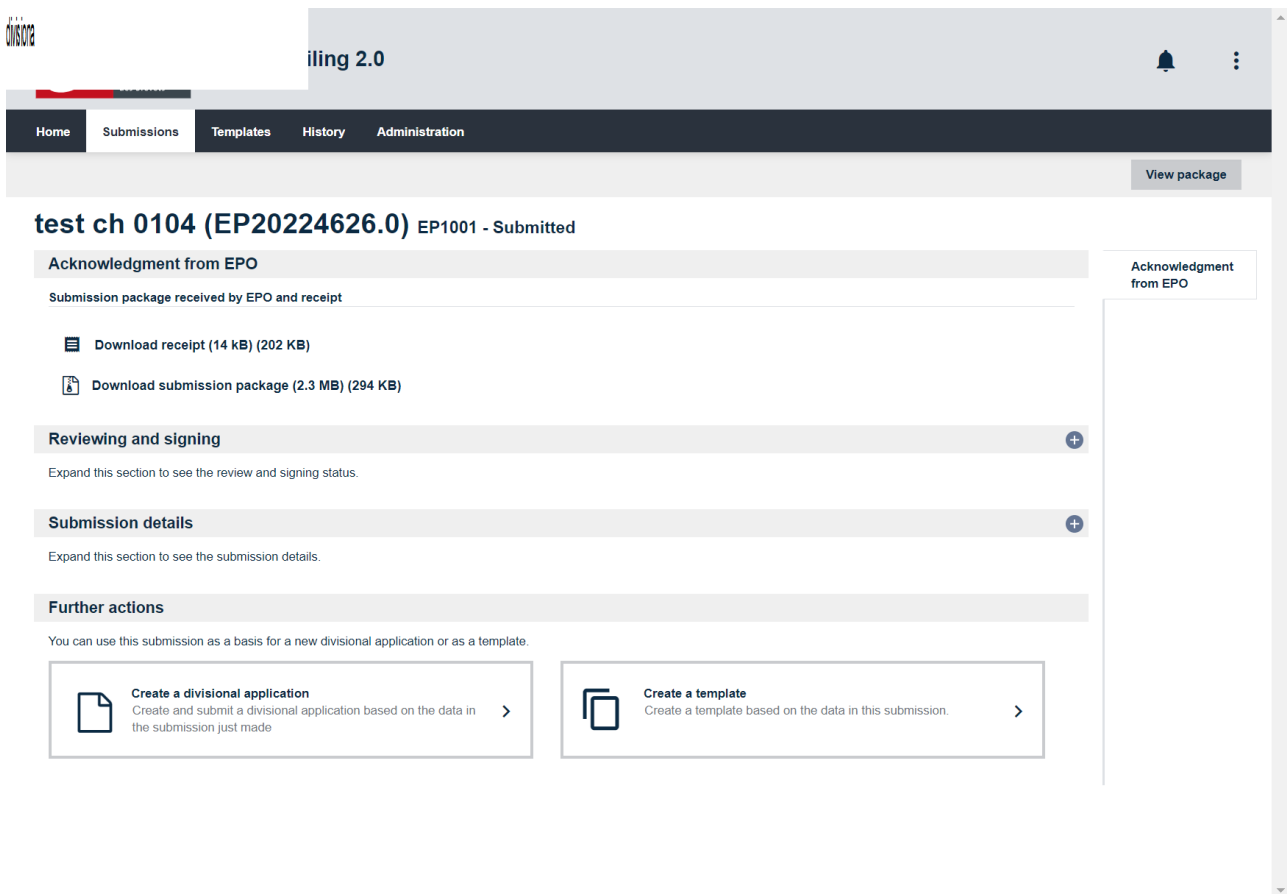 divisiona
iling 2.0
Home Submissions Templates History Administration
View package
test ch 0104 (EP20224626.0) EP1001 - Submitted
Acknowledgment from EPO
Acknowledgment
from EPO
Submission package received by EPO and receipt
Download receipt (14 kB) (202 KB)
Download submission package (2.3 MB) (294 KB)
Reviewing and signing
Expand this section to see the review and signing status.
Submission details
Expand this section to see the submission details.
Further actions
You can use this submission as a basis for a new divisional application or as a template.
Create a divisional application
Create and submit a divisional application based on the data in
the submission just made
Create a template
Create a template based on the data in this submission.